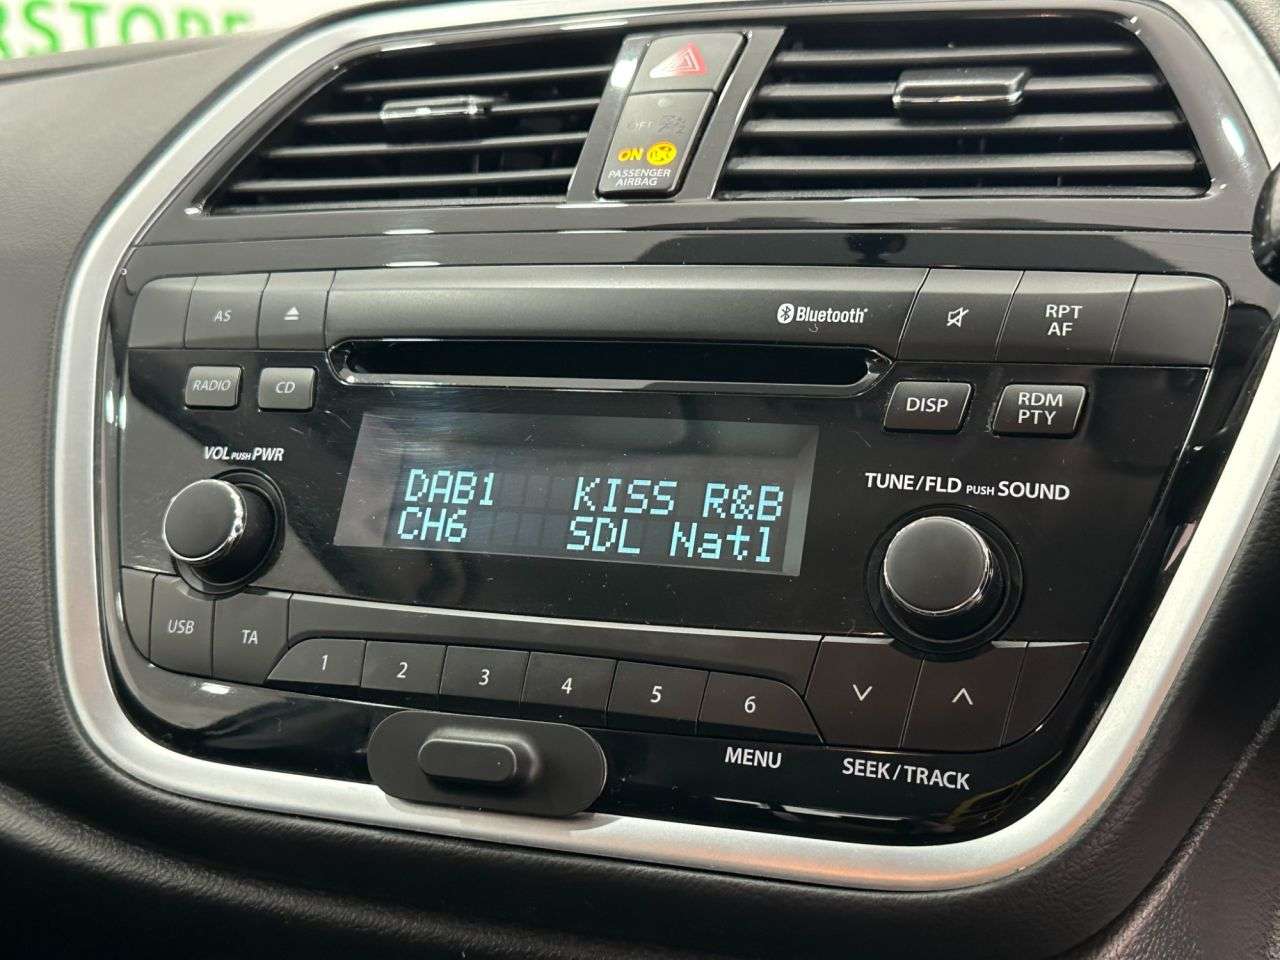 RSTORE
OFF 2
ON
PASSENGER
AIRBAG
AS
Bluetooth
RPT
AF
RADIO
CD
DISP
RDM
PTY
VOL PUSH PWR
DAB1 KISS R&B
CH6 SDL Natl
TUNE/FLD PUSH SOUND
USB
TA
1
2
3
4
5
6
MENU
SEEK/TRACK